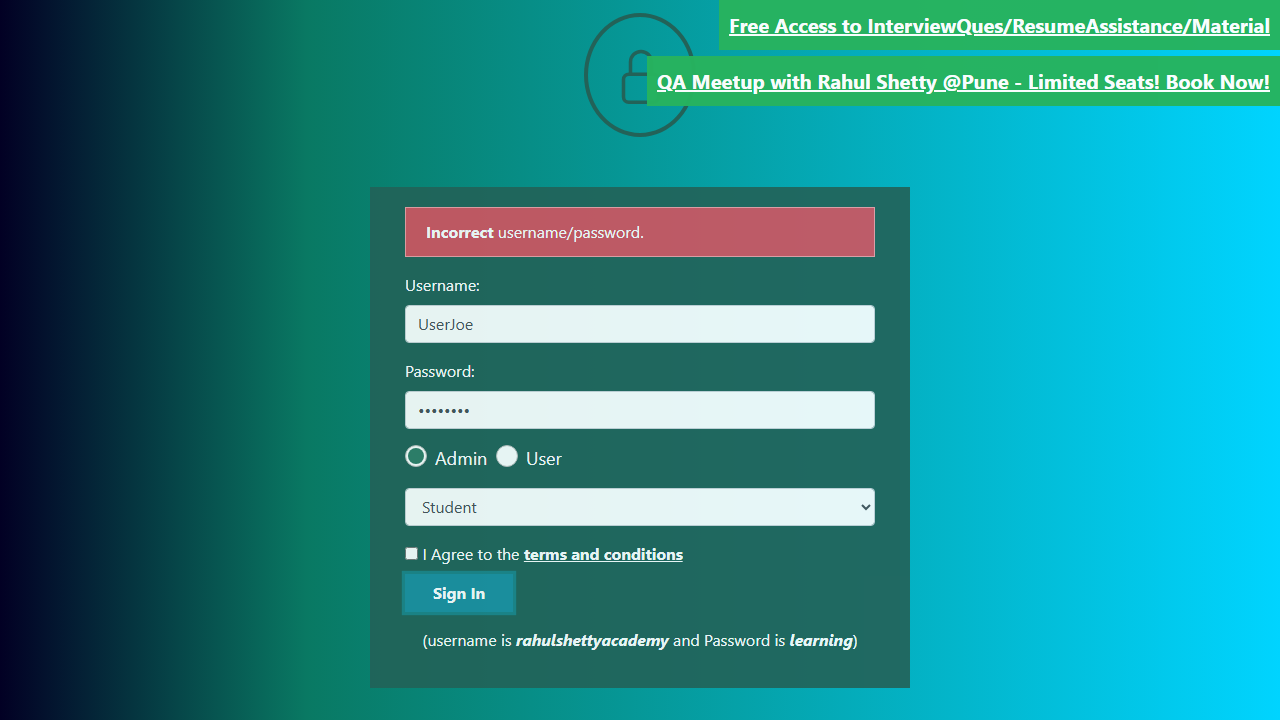 Free Access to InterviewQues/ResumeAssistance/Material
QA Meetup with Rahul Shetty @Pune - Limited Seats! Book Now!
Incorrect username/password.
Username:
UserJoe
Password:
••••••••
Admin User
Student
I Agree to the terms and conditions
Sign In
(username is rahulshettyacademy and Password is learning)